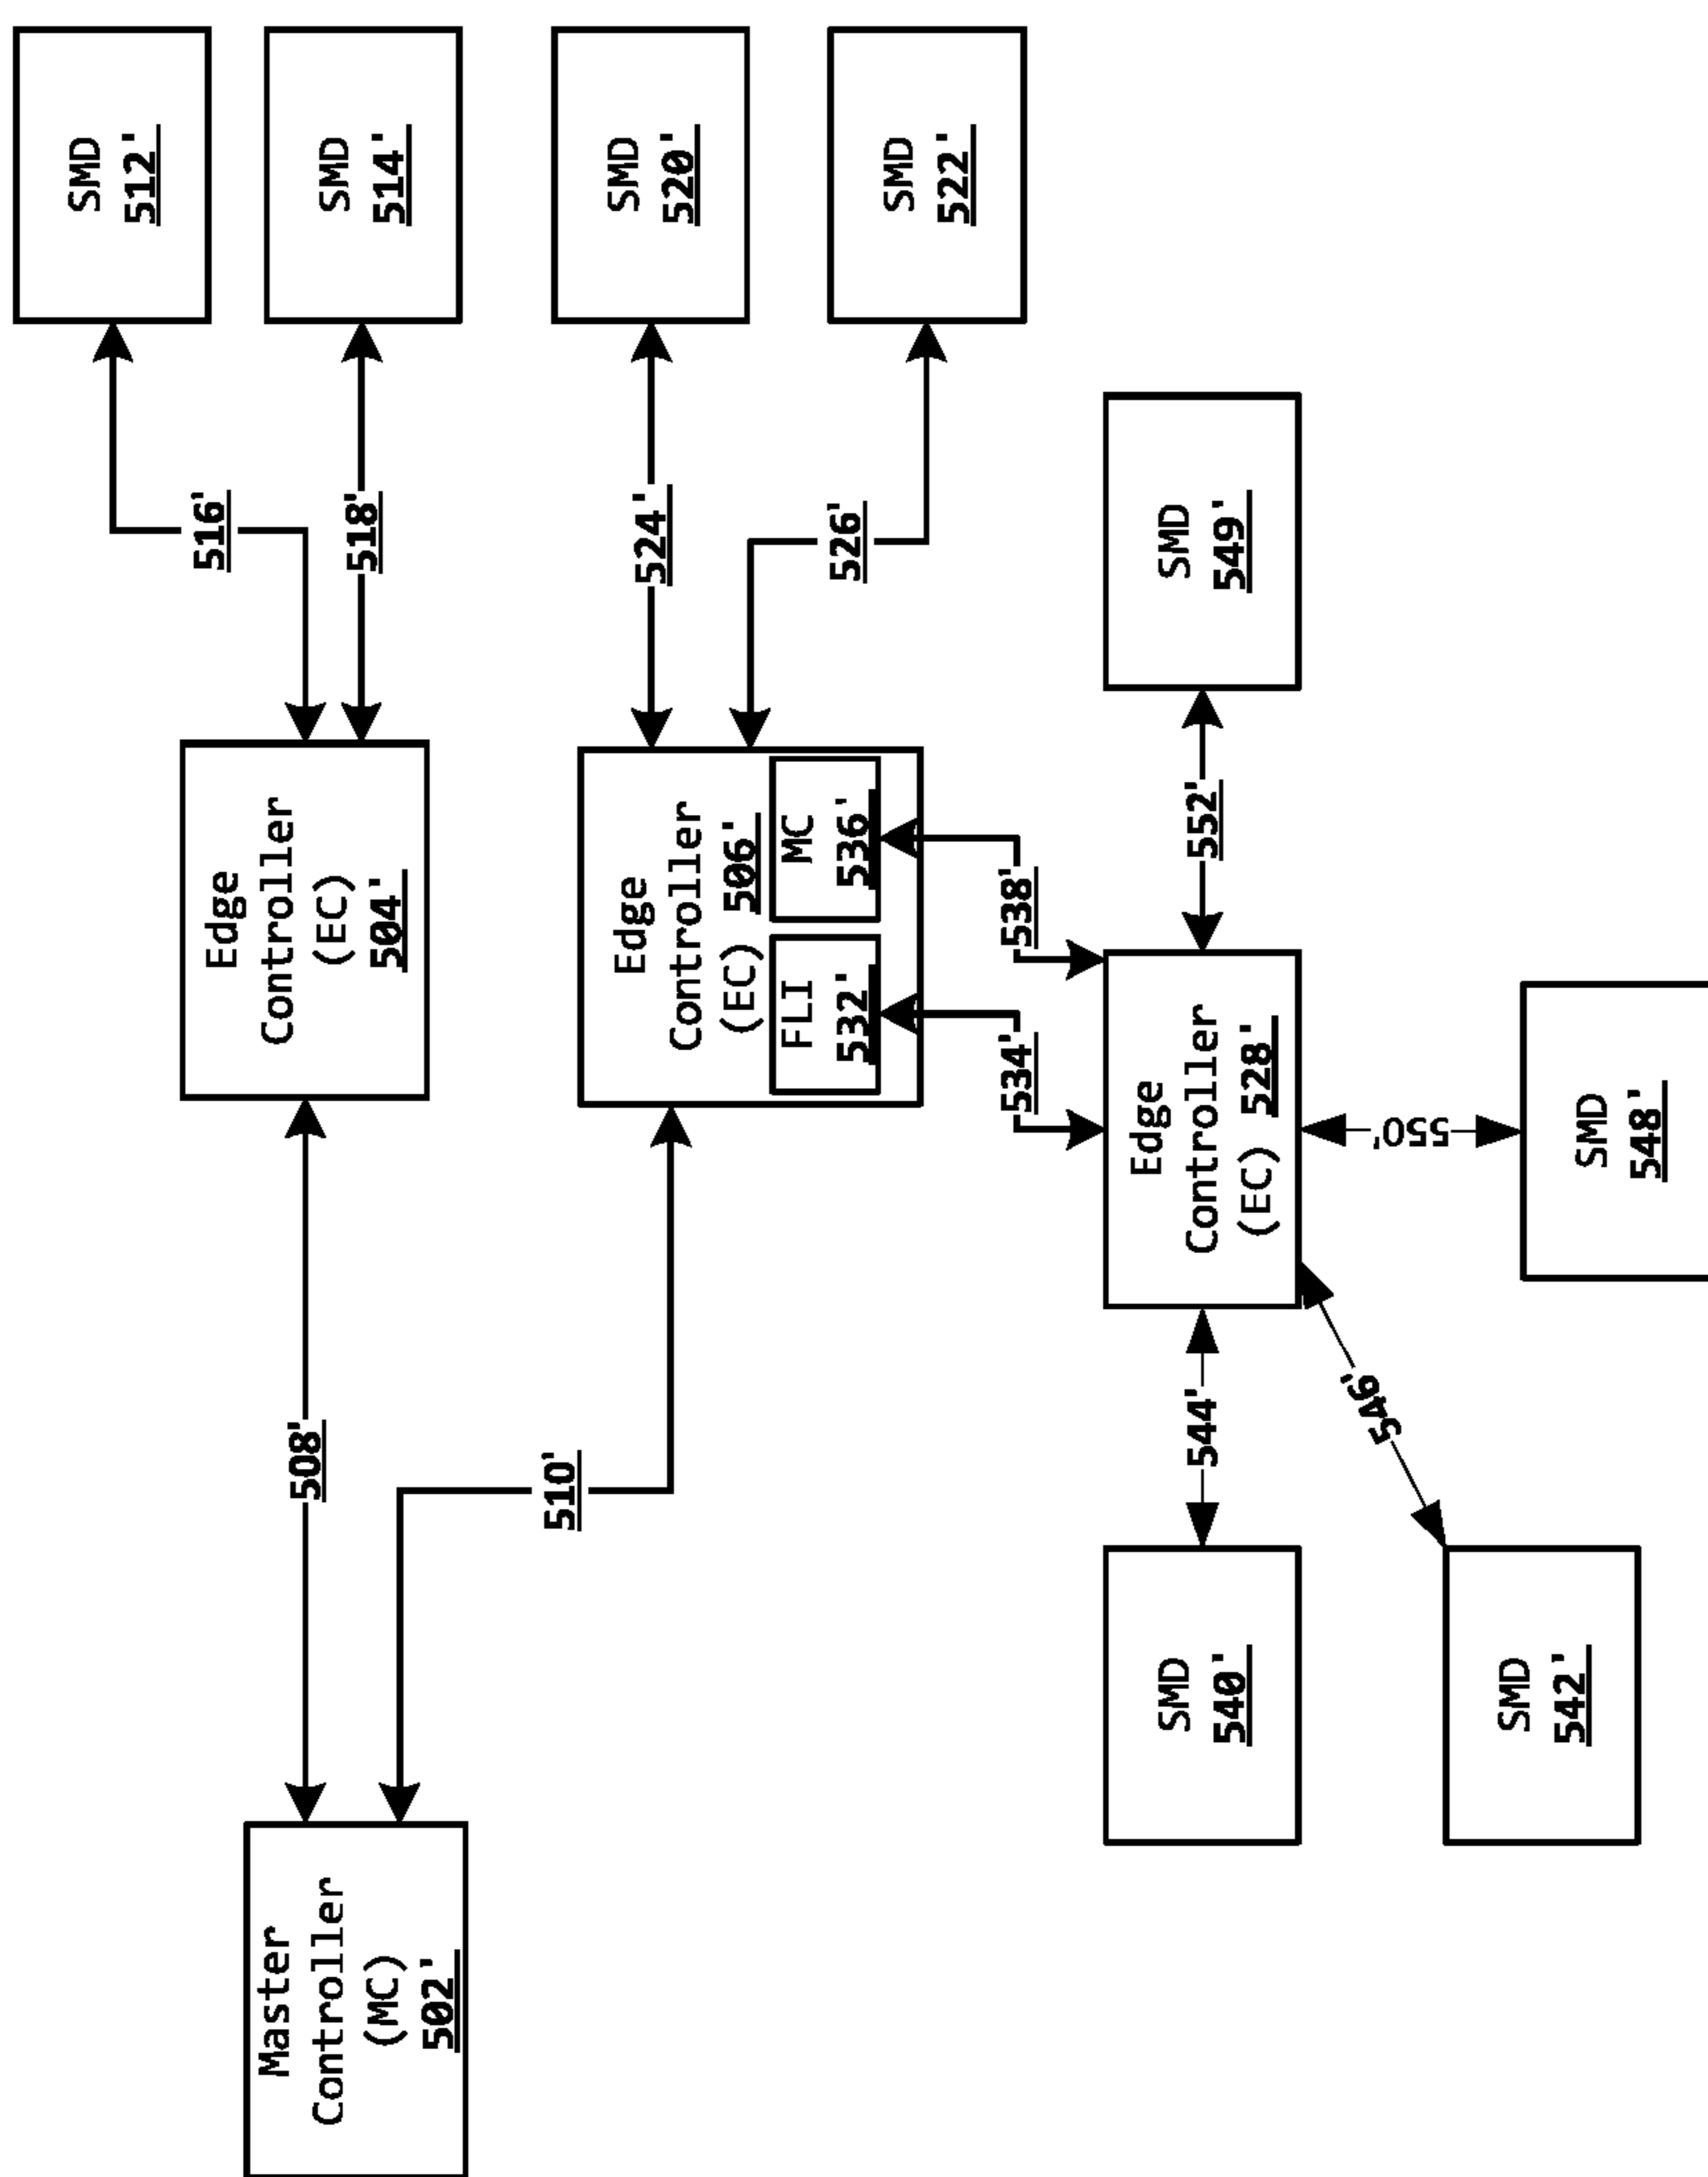 Master
Controller
(MC)
502'
508'
510'
Edge
Controller
(EC)
504'
Edge
Controller
(EC) 506'
FLI
532'
MC
536'
516'
518'
524'
526'
SMD
512'
SMD
514'
SMD
520'
SMD
522'
534'
538'
Edge
Controller
(EC) 528'
544'
546'
550'
552'
SMD
540'
SMD
542'
SMD
548'
SMD
549'